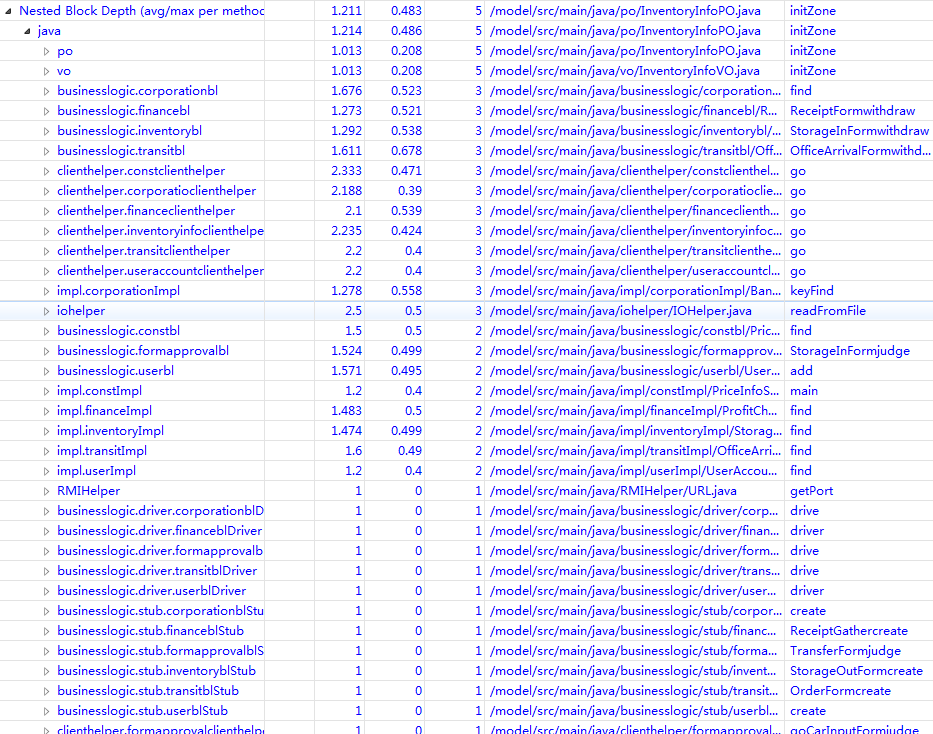 Nested Block Depth (avg/max per method 1.211 0.483 5 /model/src/main/java/po/InventoryInfoPO.java initZone
java 1.214 0.486 5 /model/src/main/java/po/InventoryInfoPO.java initZone
po 1.013 0.208 5 /model/src/main/java/po/InventoryInfoPO.java initZone
vo 1.013 0.208 5 /model/src/main/java/vo/InventoryInfoVO.java initZone
businesslogic.corporationbl 1.676 0.523 3 /model/src/main/java/businesslogic/corporation... find
businesslogic.financebl 1.273 0.521 3 /model/src/main/java/businesslogic/financebl/R... ReceiptFormwithdraw
businesslogic.inventorybl 1.292 0.538 3 /model/src/main/java/businesslogic/inventorybl/... StorageInFormwithdraw
businesslogic.transitbl 1.611 0.678 3 /model/src/main/java/businesslogic/transitbl/Off... OfficeArrivalFormwithd...
clienthelper.constclienthelper 2.333 0.471 3 /model/src/main/java/clienthelper/constclienthel... go
clienthelper.corporatioclienthelper 2.188 0.39 3 /model/src/main/java/clienthelper/corporatioclie... go
clienthelper.financeclienthelper 2.1 0.539 3 /model/src/main/java/clienthelper/financeclienth... go
clienthelper.inventoryinfoclienthelpe 2.235 0.424 3 /model/src/main/java/clienthelper/inventoryinfoc... go
clienthelper.transitclienthelper 2.2 0.4 3 /model/src/main/java/clienthelper/transitclienthe... go
clienthelper.useraccountclienthelper 2.2 0.4 3 /model/src/main/java/clienthelper/useraccountcl... go
impl.corporationImpl 1.278 0.558 3 /model/src/main/java/impl/corporationImpl/Ban... keyFind
iohelper 2.5 0.5 3 /model/src/main/java/iohelper/IOHelper.java readFromFile
businesslogic.constbl 1.5 0.5 2 /model/src/main/java/businesslogic/constbl/Pric... find
businesslogic.formapprovalbl 1.524 0.499 2 /model/src/main/java/businesslogic/formapprov... StorageInFormjudge
businesslogic.userbl 1.571 0.495 2 /model/src/main/java/businesslogic/userbl/User... add
impl.constImpl 1.2 0.4 2 /model/src/main/java/impl/constImpl/PriceInfoS... main
impl.financeImpl 1.483 0.5 2 /model/src/main/java/impl/financeImpl/ProfitCh... find
impl.inventoryImpl 1.474 0.499 2 /model/src/main/java/impl/inventoryImpl/Storag... find
impl.transitImpl 1.6 0.49 2 /model/src/main/java/impl/transitImpl/OfficeArri... find
impl.userImpl 1.2 0.4 2 /model/src/main/java/impl/userImpl/UserAccou... find
RMIHelper 1 0 1 /model/src/main/java/RMIHelper/URL.java getPort
businesslogic.driver.corporationblD 1 0 1 /model/src/main/java/businesslogic/driver/corp... drive
businesslogic.driver.financeblDriver 1 0 1 /model/src/main/java/businesslogic/driver/finan... driver
businesslogic.driver.formapprovalb 1 0 1 /model/src/main/java/businesslogic/driver/form... drive
businesslogic.driver.transitblDriver 1 0 1 /model/src/main/java/businesslogic/driver/trans... drive
businesslogic.driver.userblDriver 1 0 1 /model/src/main/java/businesslogic/driver/user... driver
businesslogic.stub.corporationblStu 1 0 1 /model/src/main/java/businesslogic/stub/corpor... create
businesslogic.stub.financeblStub 1 0 1 /model/src/main/java/businesslogic/stub/financ... ReceiptGathercreate
businesslogic.stub.formapprovalblS 1 0 1 /model/src/main/java/businesslogic/stub/forma... TransferFormjudge
businesslogic.stub.inventoryblStub 1 0 1 /model/src/main/java/businesslogic/stub/invent... StorageOutFormcreate
businesslogic.stub.transitblStub 1 0 1 /model/src/main/java/businesslogic/stub/transit... OrderFormcreate
businesslogic.stub.userblStub 1 0 1 /model/src/main/java/businesslogic/stub/userbl... create
clienthelper.formapprovalclienthelpe 1 0 1 /model/src/main/java/clienthelper/formapproval... goCarInputFormjudge